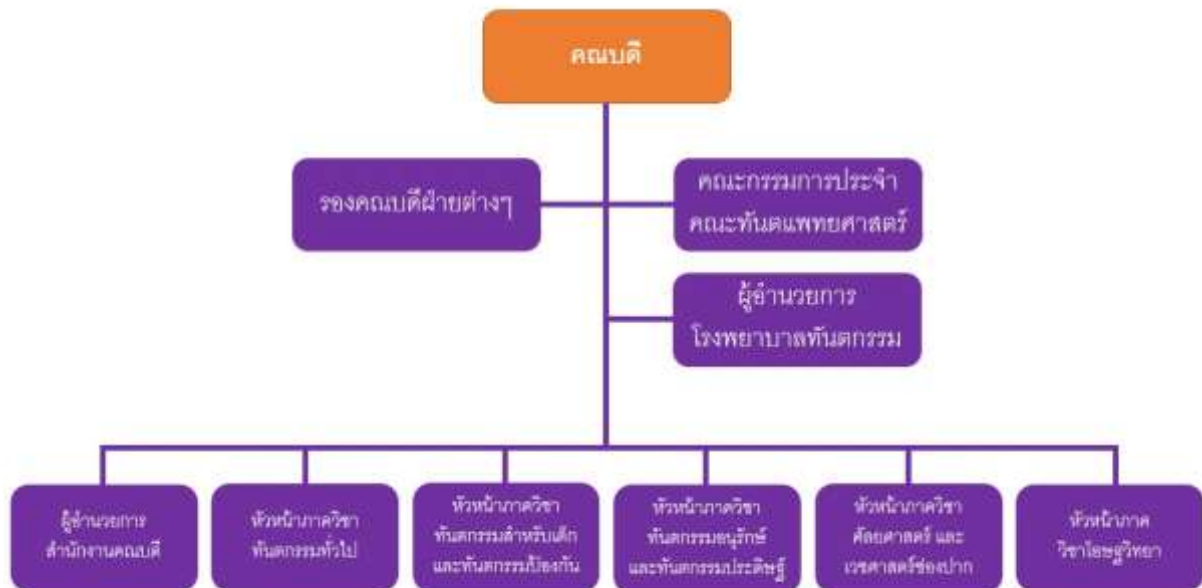 คณบดี
รองคณบดีฝ่ายต่างๆ
คณะกรรมการประจำ
คณะทันตแพทยศาสตร์
ผู้อำนวยการ
โรงพยาบาลทันตกรรม
ผู้อำนวยการ
สำนักงานคณบดี
หัวหน้าภาควิชา
ทันตกรรมทั่วไป
หัวหน้าภาควิชา
ทันตกรรมสำหรับเด็ก
และทันตกรรมป้องกัน
หัวหน้าภาควิชา
ทันตกรรมอนุรักษ์
และทันตกรรมประดิษฐ์
หัวหน้าภาควิชา
ศัลยศาสตร์ และ
เวชศาสตร์ช่องปาก
หัวหน้าภาค
วิชาโอษฐวิทยา